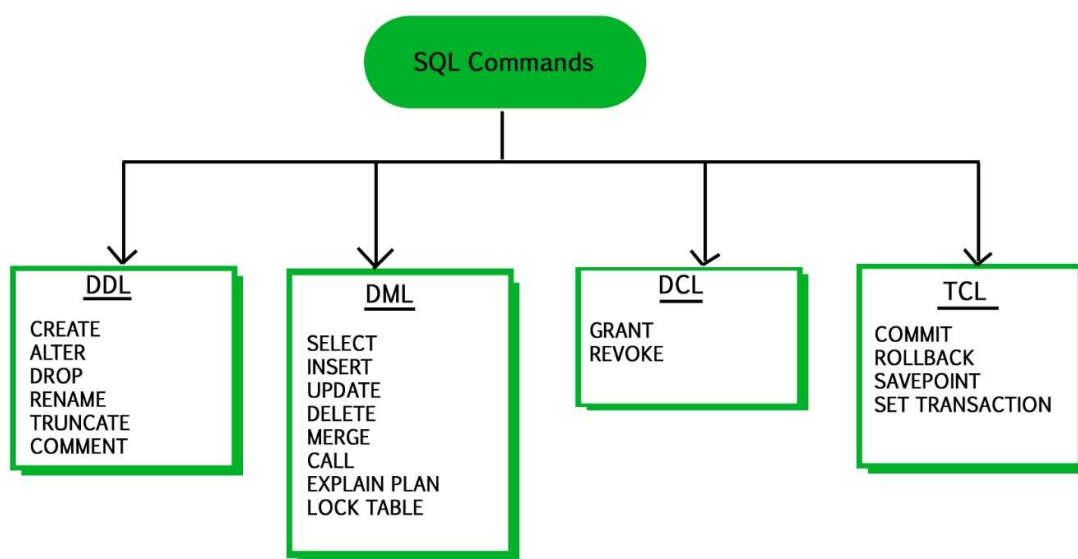 SQL Commands
DDL
CREATE
ALTER
DROP
RENAME
TRUNCATE
COMMENT
DML
SELECT
INSERT
UPDATE
DELETE
MERGE
CALL
EXPLAIN PLAN
LOCK TABLE
DCL
GRANT
REVOKE
TCL
COMMIT
ROLLBACK
SAVEPOINT
SET TRANSACTION